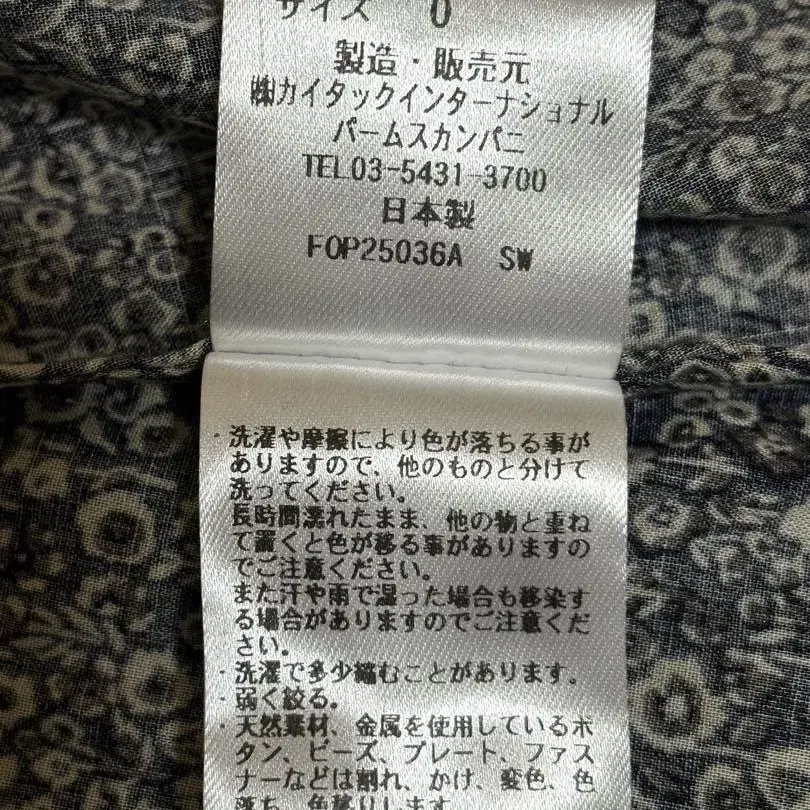 サイズ 0
製造・販売元
㈱カイタックインターナショナル
パームスカンパニ
TEL03-5431-3700
日本製
FOP25036A SW
・洗濯や摩擦により色が落ちる事が
ありますので、他のものと分けて
洗ってください。
長時間濡れたまま、他の物と重ね
て置くと色が移る事がありますの
でご注意ください。
また汗や雨で湿った場合も移染す
る場合がありますのでご注意くだ
さい。
・洗濯で多少縮むことがあります。
・弱く絞る。
・天然素材、金属を使用しているボ
タン、ビーズ、プレート、ファス
ナーなどは割れ、かけ、変色、色
落ち、色移りします